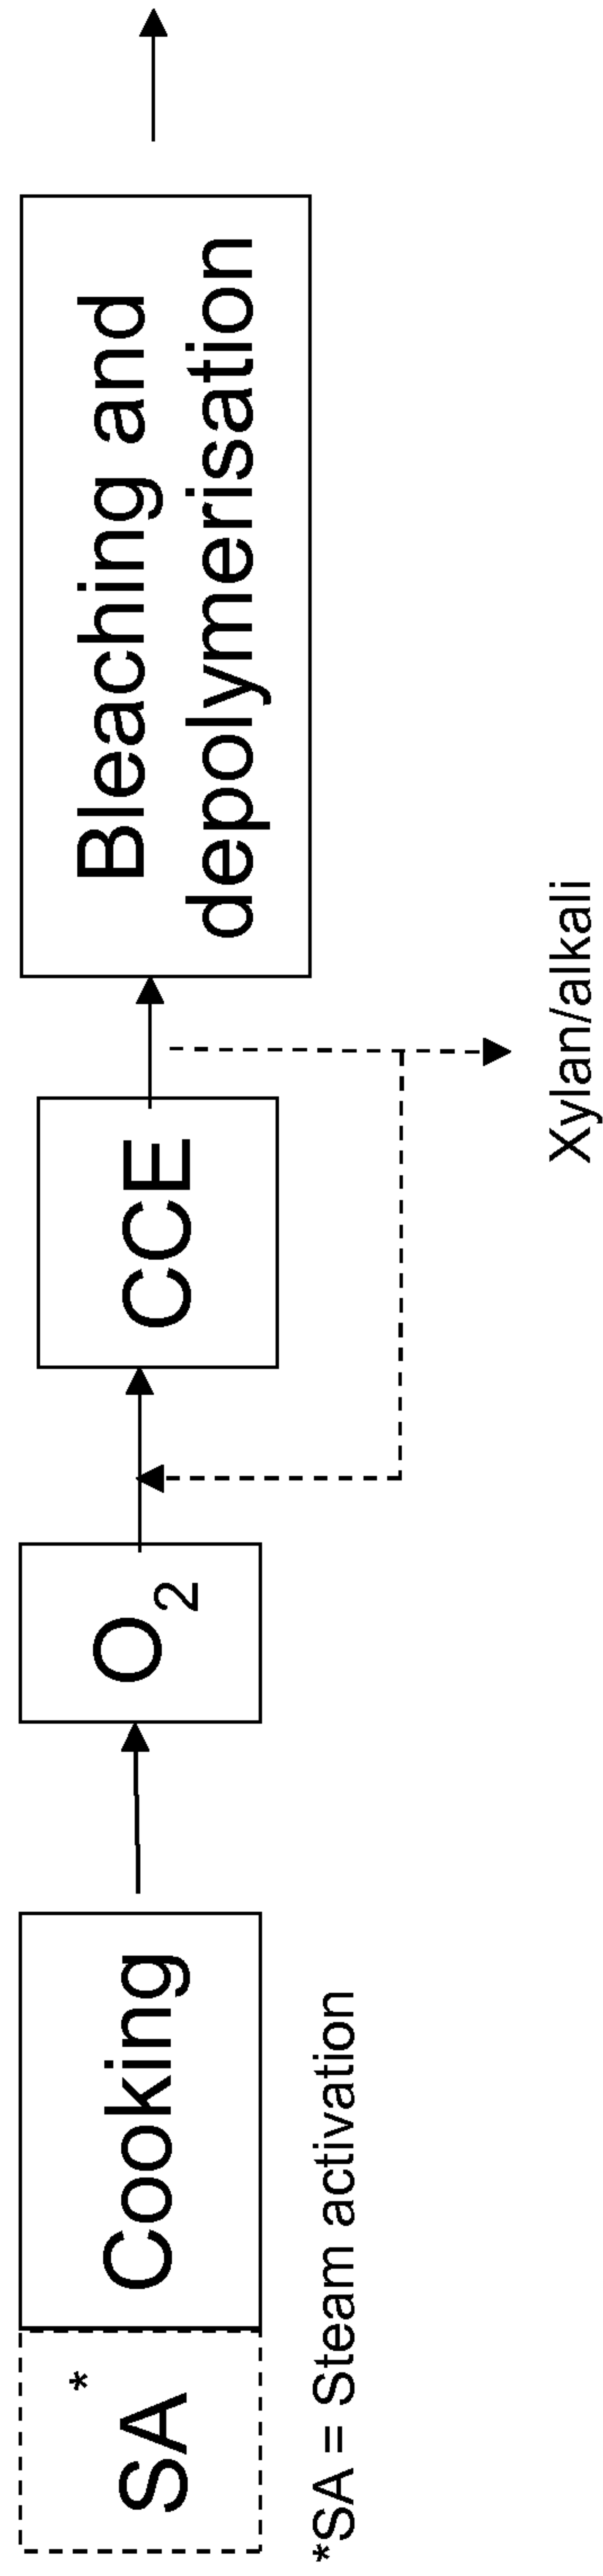 SA*
Cooking
O2
CCE
Bleaching and
depolymerisation
Xylan/alkali
*SA = Steam activation